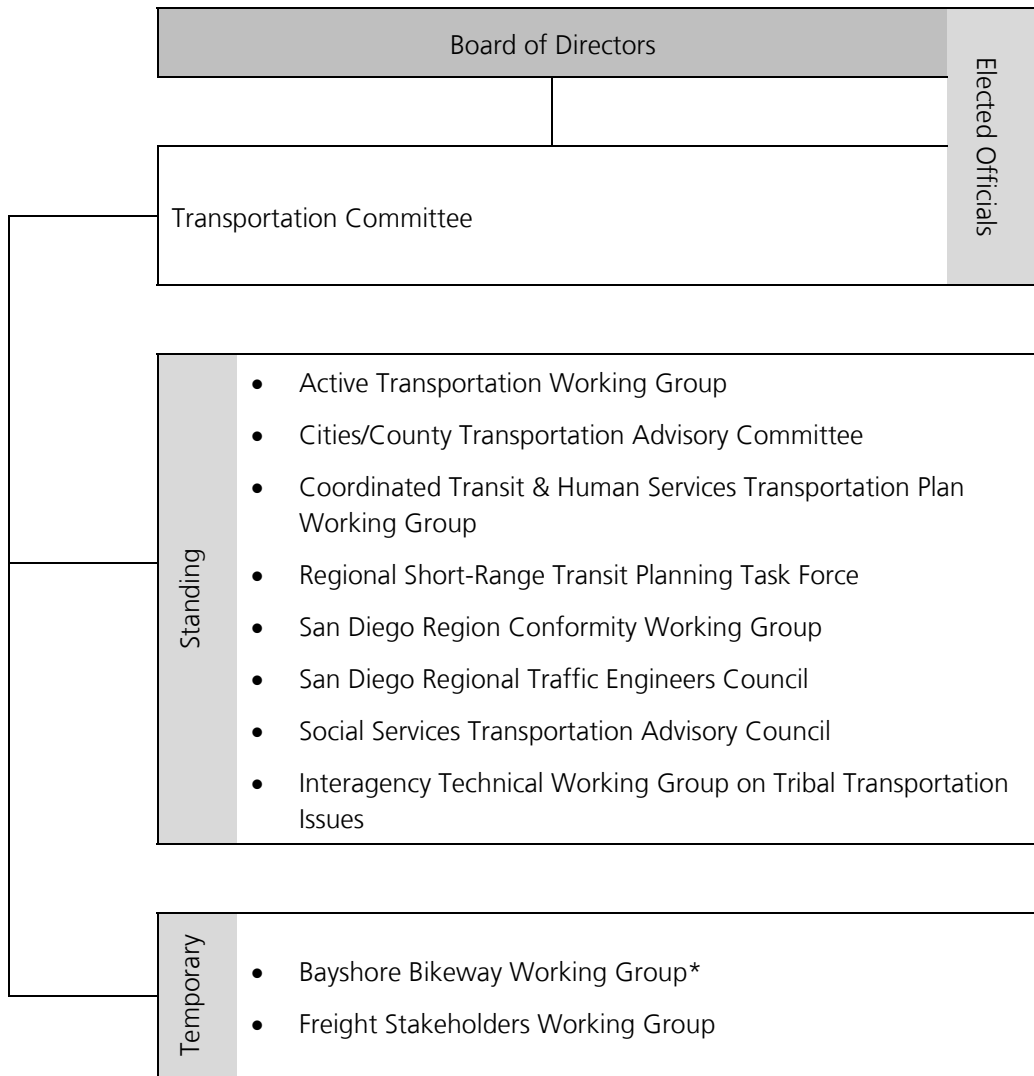 Board of Directors
Elected Officials
Transportation Committee
Standing
• Active Transportation Working Group
• Cities/County Transportation Advisory Committee
• Coordinated Transit & Human Services Transportation Plan
Working Group
• Regional Short-Range Transit Planning Task Force
• San Diego Region Conformity Working Group
• San Diego Regional Traffic Engineers Council
• Social Services Transportation Advisory Council
• Interagency Technical Working Group on Tribal Transportation
Issues
Temporary
• Bayshore Bikeway Working Group*
• Freight Stakeholders Working Group